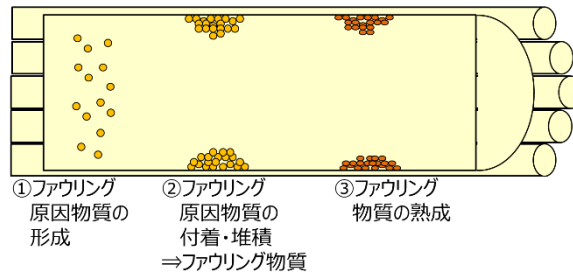 ①ファウリング
原因物質の
形成
②ファウリング
原因物質の
付着・堆積
⇒ファウリング物質
③ファウリング
物質の熟成